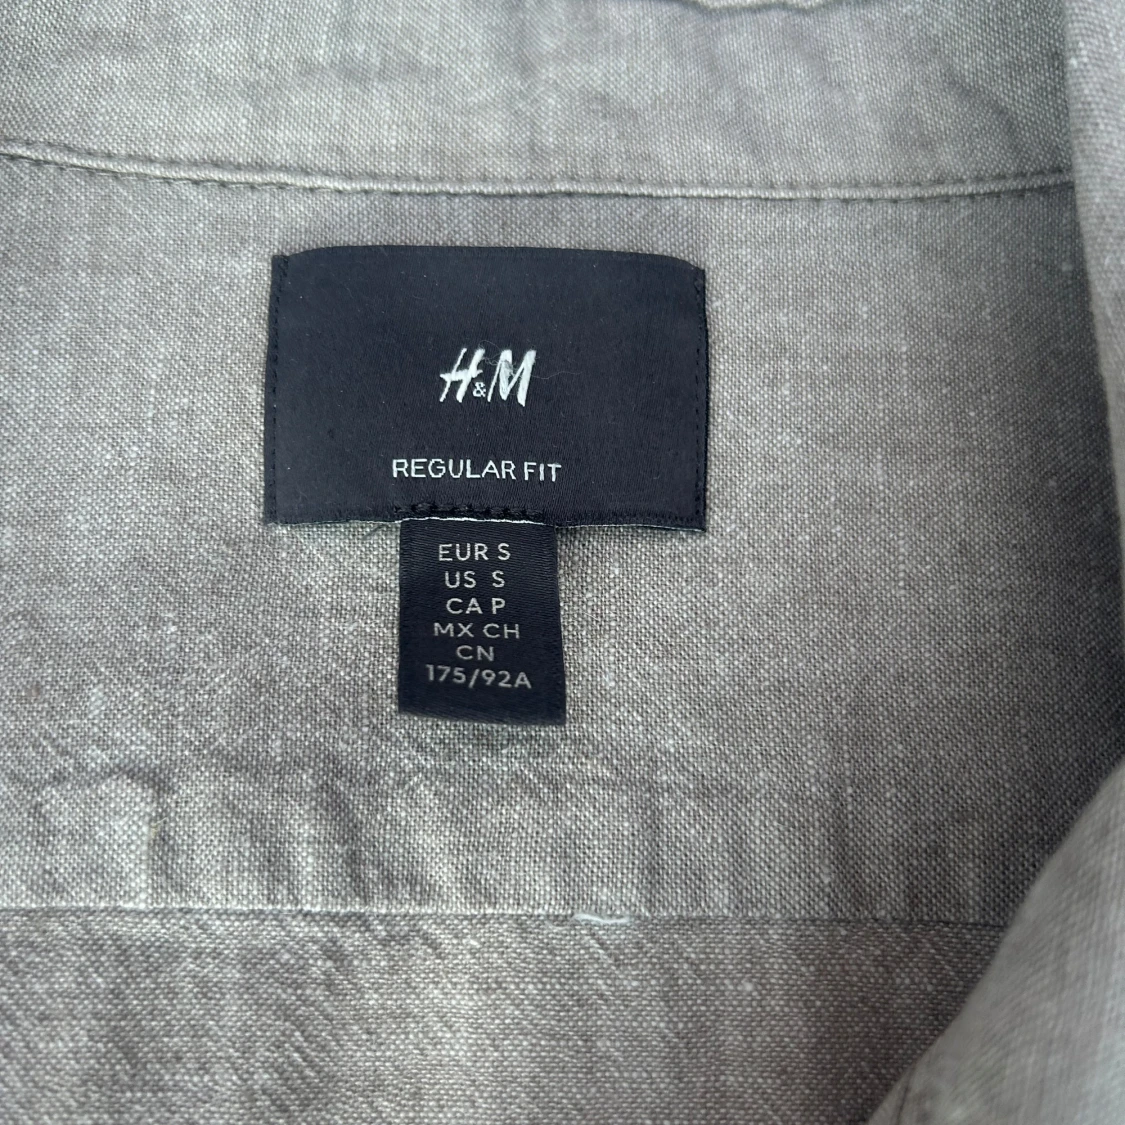 H&M
REGULAR FIT
EUR S
US S
CA P
MX CH
CN
175/92A